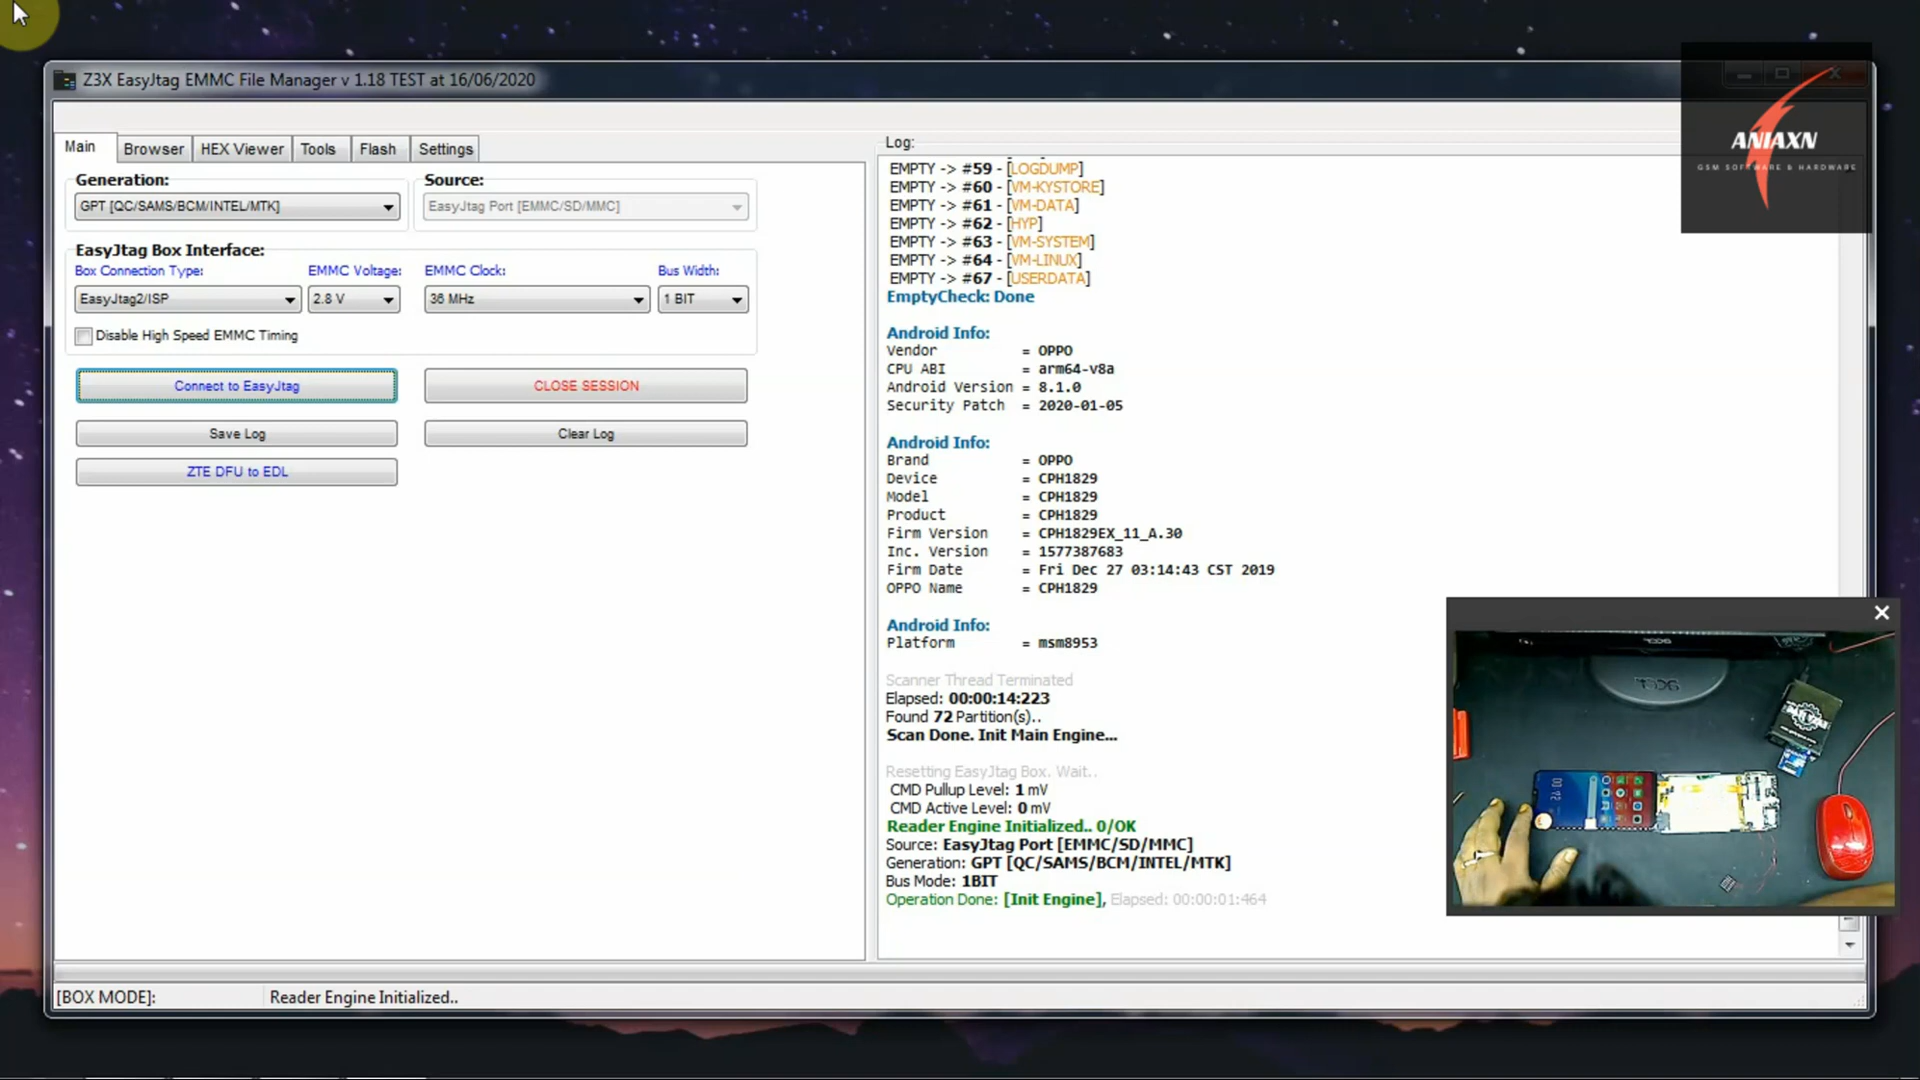 Z3X EasyJtag EMMC File Manager v 1.18 TEST at 16/06/2020
ANIAXN
GSM SOFTWARE & HARDWARE
Main
Browser
HEX Viewer
Tools
Flash
Settings
Generation:
GPT [QC/SAMS/BCM/INTEL/MTK]
Source:
EasyJtag Port [EMMC/SD/MMC]
EasyJtag Box Interface:
Box Connection Type:
EMMC Voltage:
EMMC Clock:
Bus Width:
EasyJtag2/ISP
2.8 V
36 MHz
1 BIT
Disable High Speed EMMC Timing
Connect to EasyJtag
CLOSE SESSION
Save Log
Clear Log
ZTE DFU to EDL
Log:
EMPTY -> #59 - [LOGDUMP]
EMPTY -> #60 - [VM-KYSTORE]
EMPTY -> #61 - [VM-DATA]
EMPTY -> #62 - [HYP]
EMPTY -> #63 - [VM-SYSTEM]
EMPTY -> #64 - [VM-LINUX]
EMPTY -> #67 - [USERDATA]
EmptyCheck: Done
Android Info:
Vendor = OPPO
CPU ABI = arm64-v8a
Android Version = 8.1.0
Security Patch = 2020-01-05
Android Info:
Brand = OPPO
Device = CPH1829
Model = CPH1829
Product = CPH1829
Firm Version = CPH1829EX_11_A.30
Inc. Version = 1577387683
Firm Date = Fri Dec 27 03:14:43 CST 2019
OPPO Name = CPH1829
Android Info:
Platform = msm8953
Scanner Thread Terminated
Elapsed: 00:00:14:223
Found 72 Partition(s)..
Scan Done. Init Main Engine...
Resetting EasyJtag Box. Wait..
CMD Pullup Level: 1 mV
CMD Active Level: 0 mV
Reader Engine Initialized.. 0/OK
Source: EasyJtag Port [EMMC/SD/MMC]
Generation: GPT [QC/SAMS/BCM/INTEL/MTK]
Bus Mode: 1BIT
Operation Done: [Init Engine], Elapsed: 00:00:01:464
acer
[BOX MODE]:
Reader Engine Initialized..